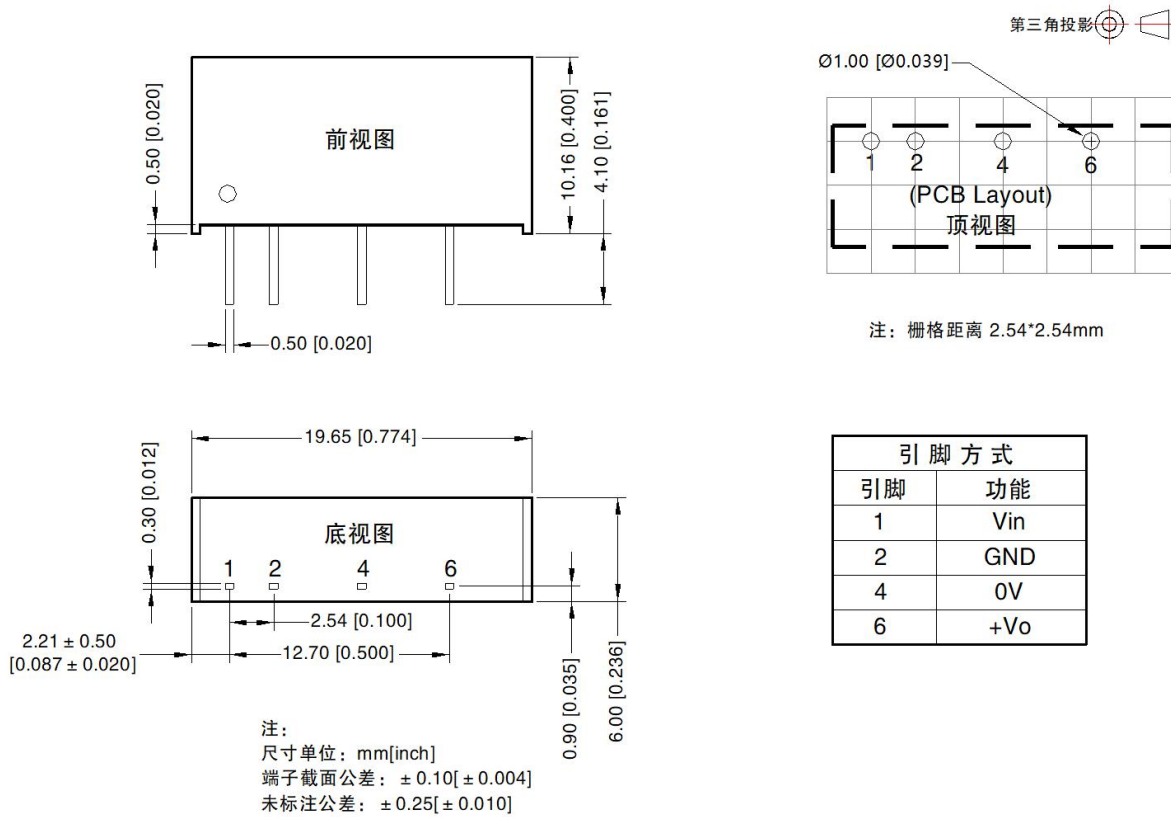 第三角投影
Ø1.00 [Ø0.039]
前视图
0.50 [0.020]
10.16 [0.400]
4.10 [0.161]
0.50 [0.020]
1 2 4 6
(PCB Layout)
顶视图
注：栅格距离 2.54*2.54mm
19.65 [0.774]
0.30 [0.012]
底视图
1 2 4 6
2.54 [0.100]
12.70 [0.500]
2.21 ± 0.50
[0.087 ± 0.020]
0.90 [0.035]
6.00 [0.236]
注：
尺寸单位：mm[inch]
端子截面公差：± 0.10[ ± 0.004]
未标注公差：± 0.25[ ± 0.010]
引脚方式
引脚 功能
1 Vin
2 GND
4 0V
6 +Vo